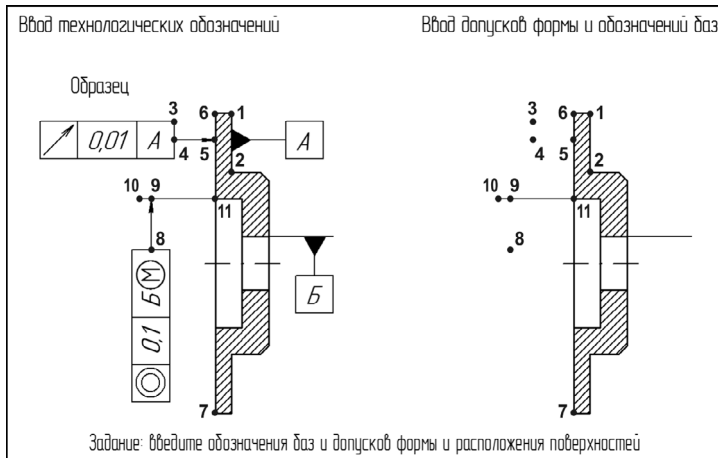 Ввод технологических обозначений
Ввод допусков формы и обозначений баз
Образец
3 6 1
0,01 А
4 5
А
2
10 9
11
8
Б М
0,1
Б
7
3 6 1
4 5
2
10 9
11
8
7
Задание: введите обозначения баз и допусков формы и расположения поверхностей